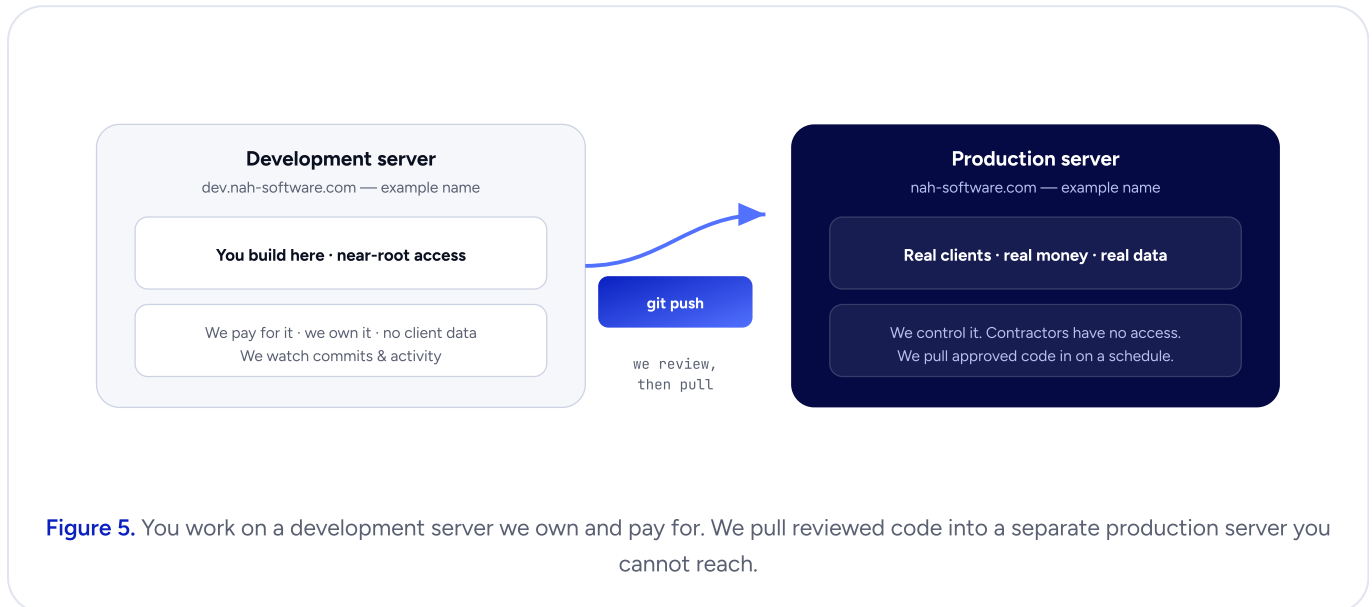 Development server
dev.nah-software.com — example name
You build here · near-root access
We pay for it · we own it · no client data
We watch commits & activity
git push
we review,
then pull
Production server
nah-software.com — example name
Real clients · real money · real data
We control it. Contractors have no access.
We pull approved code in on a schedule.
Figure 5. You work on a development server we own and pay for. We pull reviewed code into a separate production server you
cannot reach.